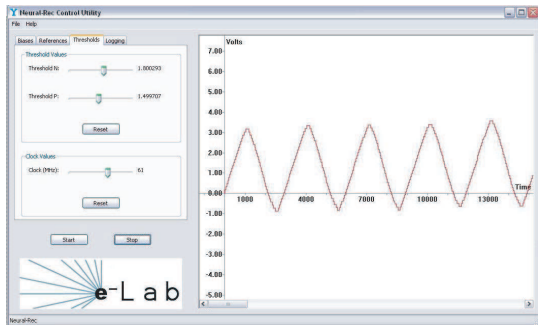 Neural-Rec Control Utility
File Help
Biases References Thresholds Logging
Threshold Values
Threshold N: 1.800293
Threshold P: 1.499707
Reset
Clock Values
Clock (MHz): 61
Reset
Start Stop
e-Lab
Volts
7.00
6.00
5.00
4.00
3.00
2.00
1.00
0.00
Time
1000 4000 7000 10000 13000
-1.00
-2.00
-3.00
-4.00
-5.00
Neural-Rec